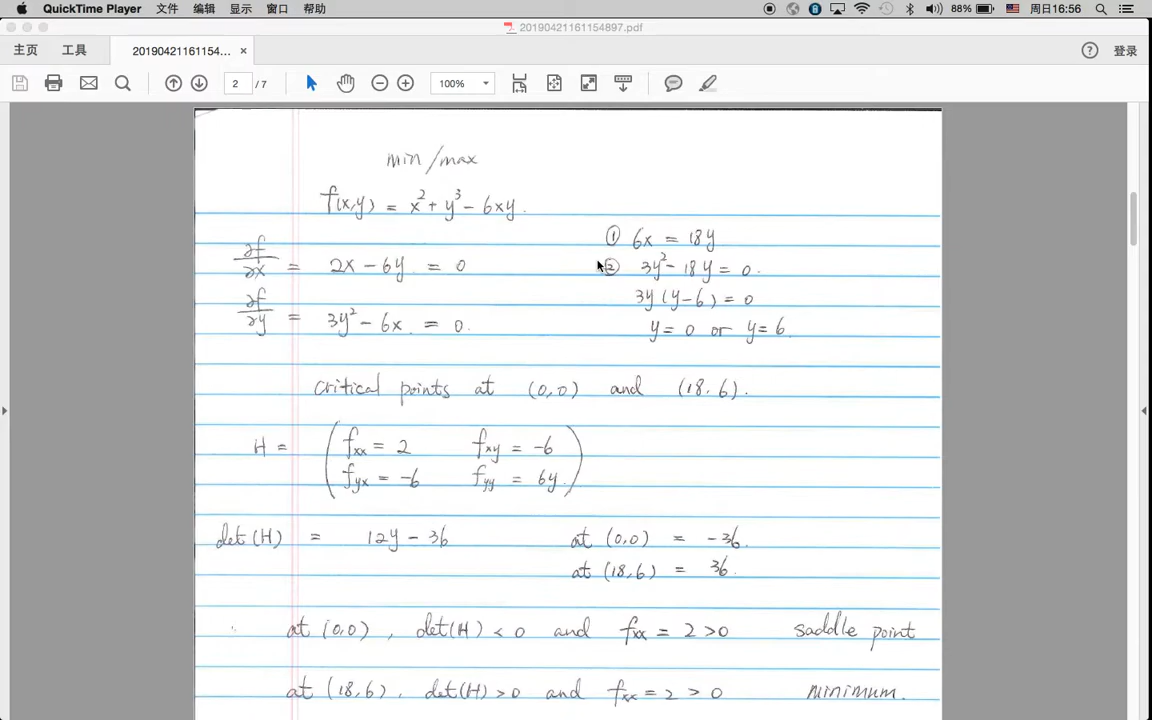 QuickTime Player 文件 编辑 显示 窗口 帮助 88% 周日16:56
20190421161154897.pdf
主页 工具 20190421161154... × ? 登录
2 / 7 100%
min/max
f(x,y) = x² + y³ - 6xy.
∂f/∂x = 2x - 6y = 0
∂f/∂y = 3y² - 6x = 0.
① 6x = 18y
② 3y² - 18y = 0.
3y(y-6) = 0
y = 0 or y = 6.
critical points at (0,0) and (18,6).
H = ( fxx = 2 fxy = -6
fyx = -6 fyy = 6y. )
det(H) = 12y - 36 at (0,0) = -36.
at (18,6) = 36.
at (0,0), det(H) < 0 and fxx = 2 > 0 saddle point
at (18,6), det(H) > 0 and fxx = 2 > 0 minimum.